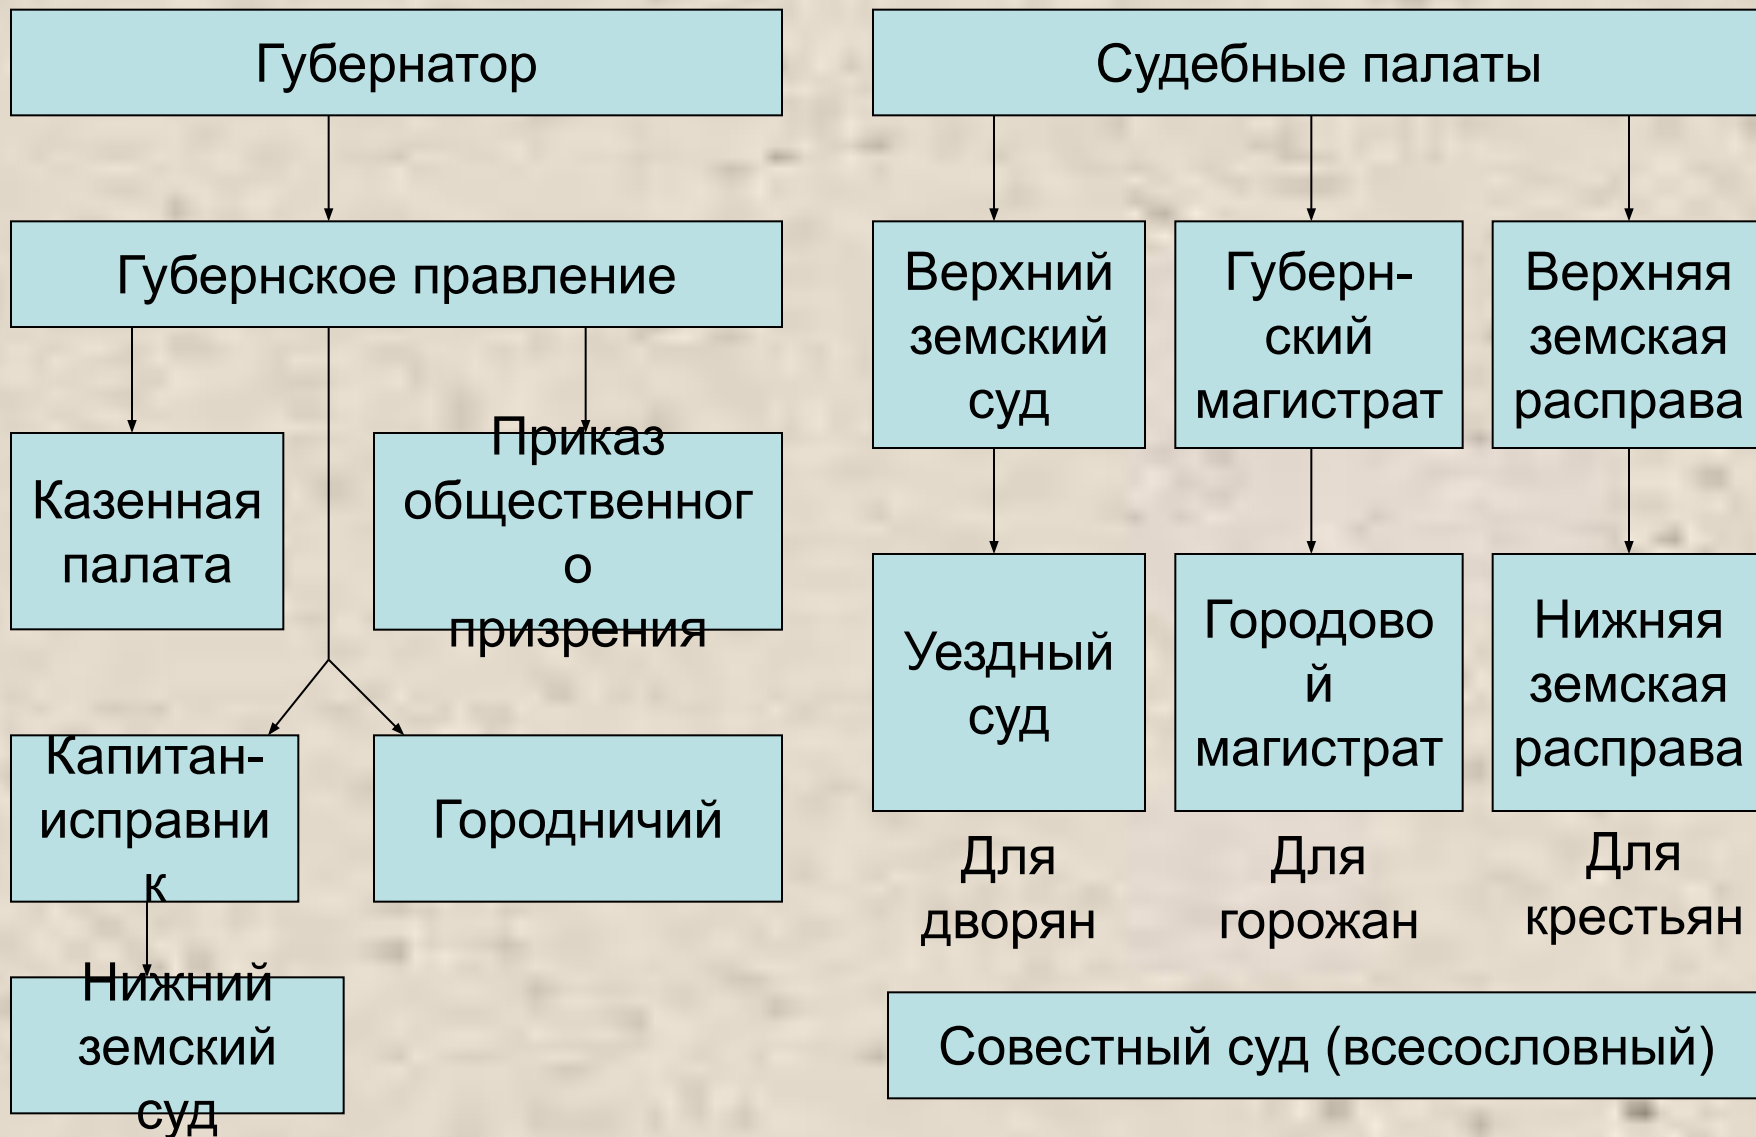 Губернатор
Губернское правление
Казенная
палата
Приказ
общественног
о
призрения
Капитан-
исправни
к
Городничий
Нижний
земский
суд
Судебные палаты
Верхний
земский
суд
Губерн-
ский
магистрат
Верхняя
земская
расправа
Уездный
суд
Городово
й
магистрат
Нижняя
земская
расправа
Для
дворян
Для
горожан
Для
крестьян
Совестный суд (всесословный)